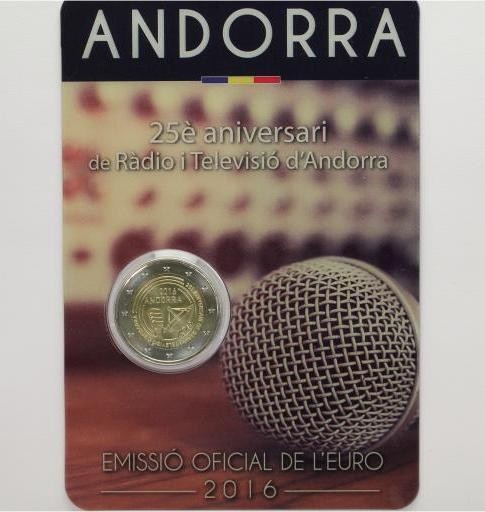 ANDORRA
25è aniversari
de Ràdio i Televisió d'Andorra
2016
ANDORRA
EMISSIÓ OFICIAL DE L'EURO
2016